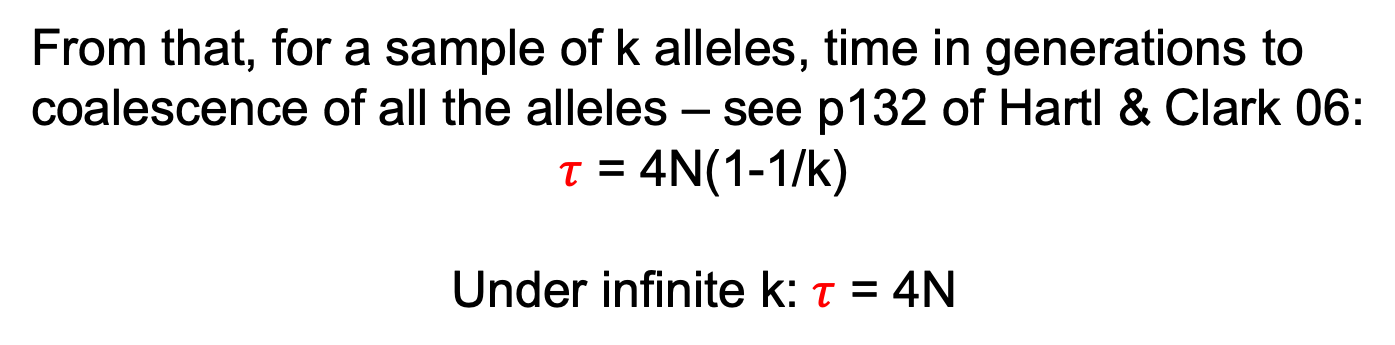 From that, for a sample of k alleles, time in generations to
coalescence of all the alleles – see p132 of Hartl & Clark 06:
τ = 4N(1-1/k)
Under infinite k: τ = 4N